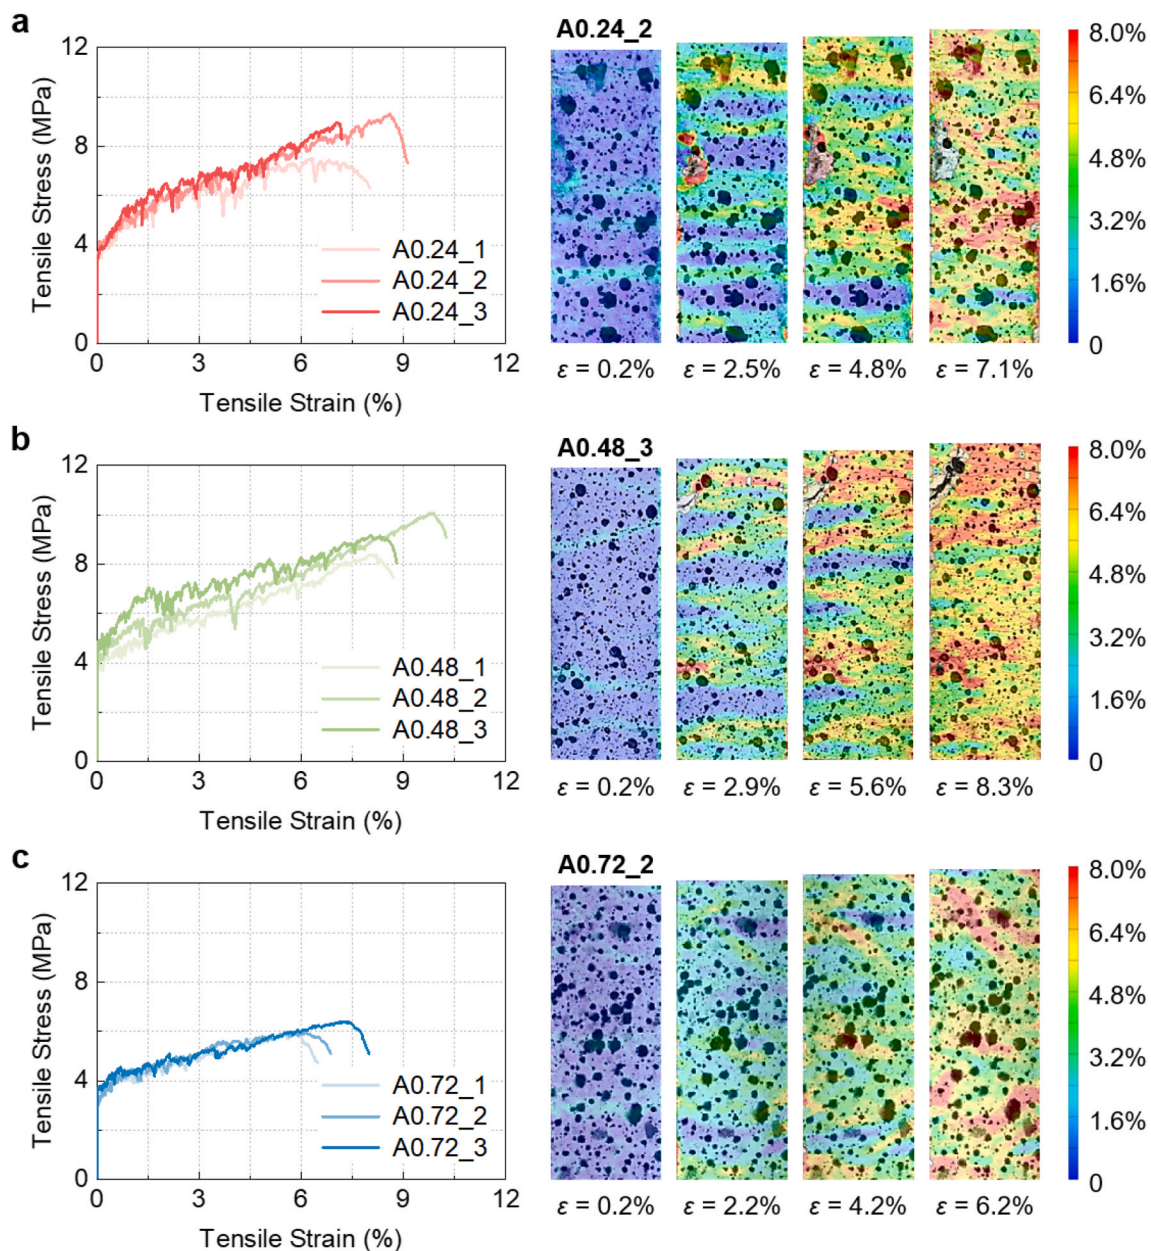 a
12
8
4
0
Tensile Stress (MPa)
A0.24_1
A0.24_2
A0.24_3
0 3 6 9 12
Tensile Strain (%)
A0.24_2
ε = 0.2% 2.5% 4.8% ε = 7.1%
8.0%
6.4%
4.8%
3.2%
1.6%
0
b
12
8
4
0
Tensile Stress (MPa)
A0.48_1
A0.48_2
A0.48_3
0 3 6 9 12
Tensile Strain (%)
A0.48_3
ε = 0.2% ε = 2.9% ε = 5.6% ε = 8.3%
8.0%
6.4%
4.8%
3.2%
1.6%
0
c
12
8
4
0
Tensile Stress (MPa)
A0.72_1
A0.72_2
A0.72_3
0 3 6 9 12
Tensile Strain (%)
A0.72_2
ε = 0.2% ε = 2.2% ε = 4.2% ε = 6.2%
8.0%
6.4%
4.8%
3.2%
1.6%
0